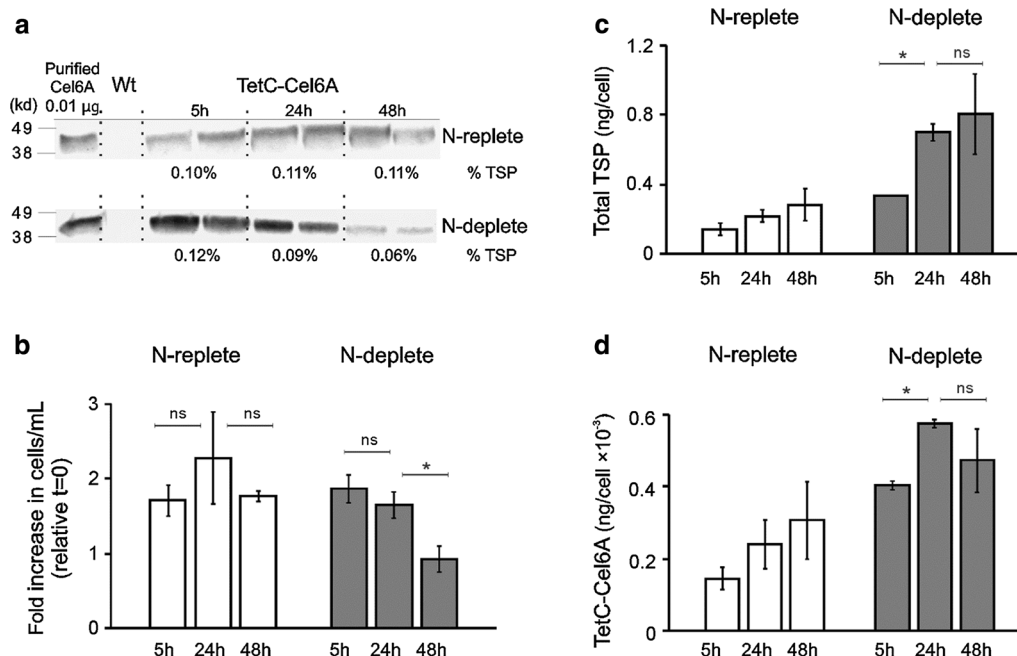 a
Purified
Cel6A
0.01 µg
Wt
TetC-Cel6A
(kd)
5h 24h 48h
49
38
N-replete
0.10% 0.11% 0.11% % TSP
49
38
N-deplete
0.12% 0.09% 0.06% % TSP
b
N-replete N-deplete
Fold increase in cells/mL
(relative t=0)
3
2
1
0
ns ns ns *
5h 24h 48h 5h 24h 48h
c
N-replete N-deplete
Total TSP (ng/cell)
1.2
0.8
0.4
0
* ns
5h 24h 48h 5h 24h 48h
d
N-replete N-deplete
TetC-Cel6A (ng/cell ×10⁻³)
0.6
0.4
0.2
0
* ns
5h 24h 48h 5h 24h 48h